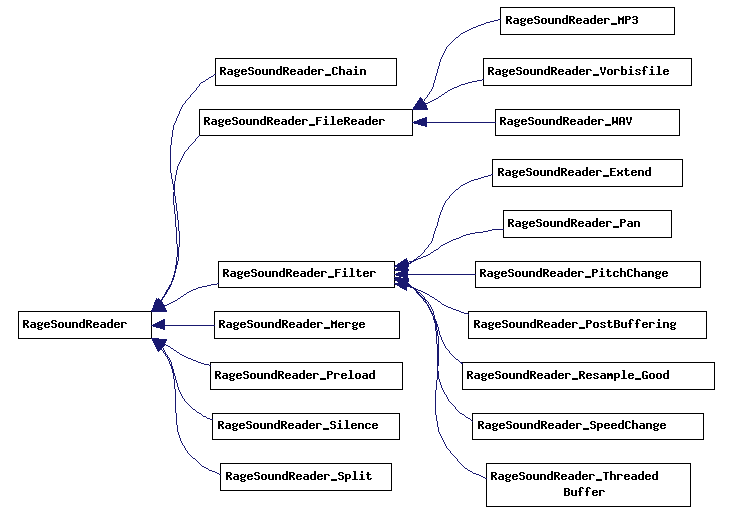 RageSoundReader_MP3
RageSoundReader_Chain
RageSoundReader_Vorbisfile
RageSoundReader_FileReader
RageSoundReader_WAV
RageSoundReader_Extend
RageSoundReader_Pan
RageSoundReader_Filter
RageSoundReader_PitchChange
RageSoundReader
RageSoundReader_Merge
RageSoundReader_PostBuffering
RageSoundReader_Preload
RageSoundReader_Resample_Good
RageSoundReader_Silence
RageSoundReader_SpeedChange
RageSoundReader_Split
RageSoundReader_Threaded
Buffer